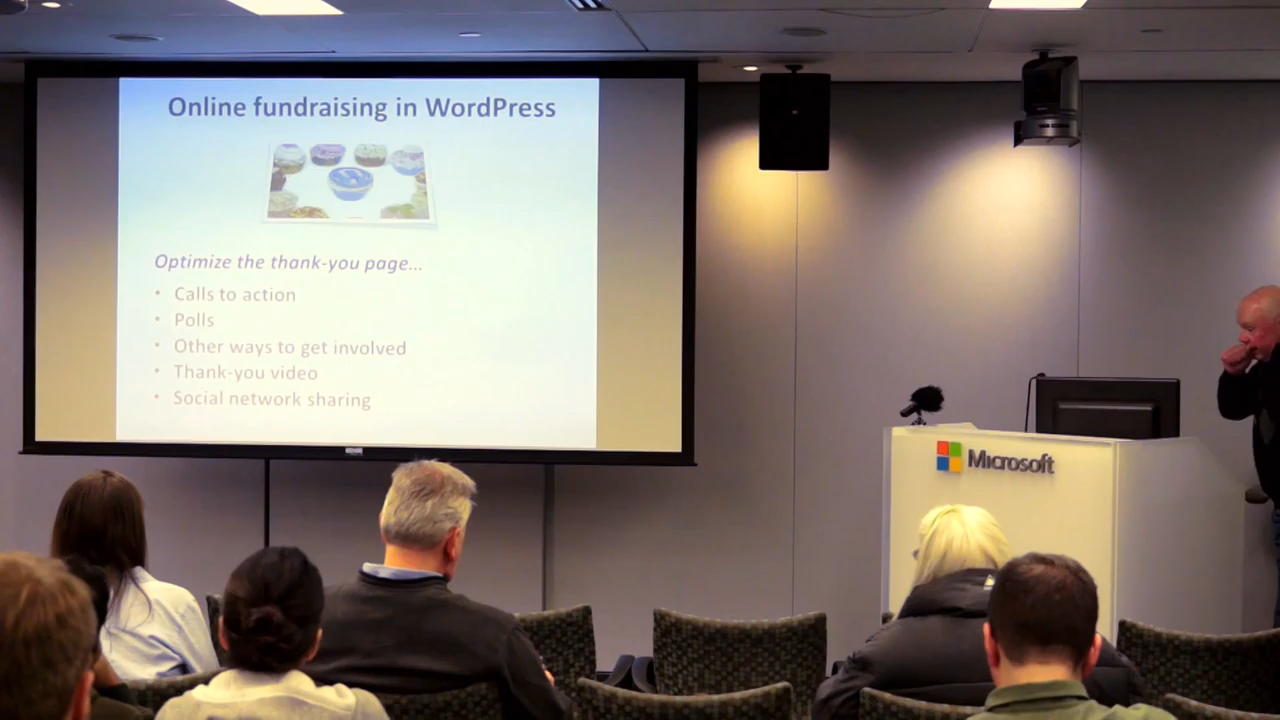 Online fundraising in WordPress
Optimize the thank-you page...
• Calls to action
• Polls
• Other ways to get involved
• Thank-you video
• Social network sharing
Microsoft